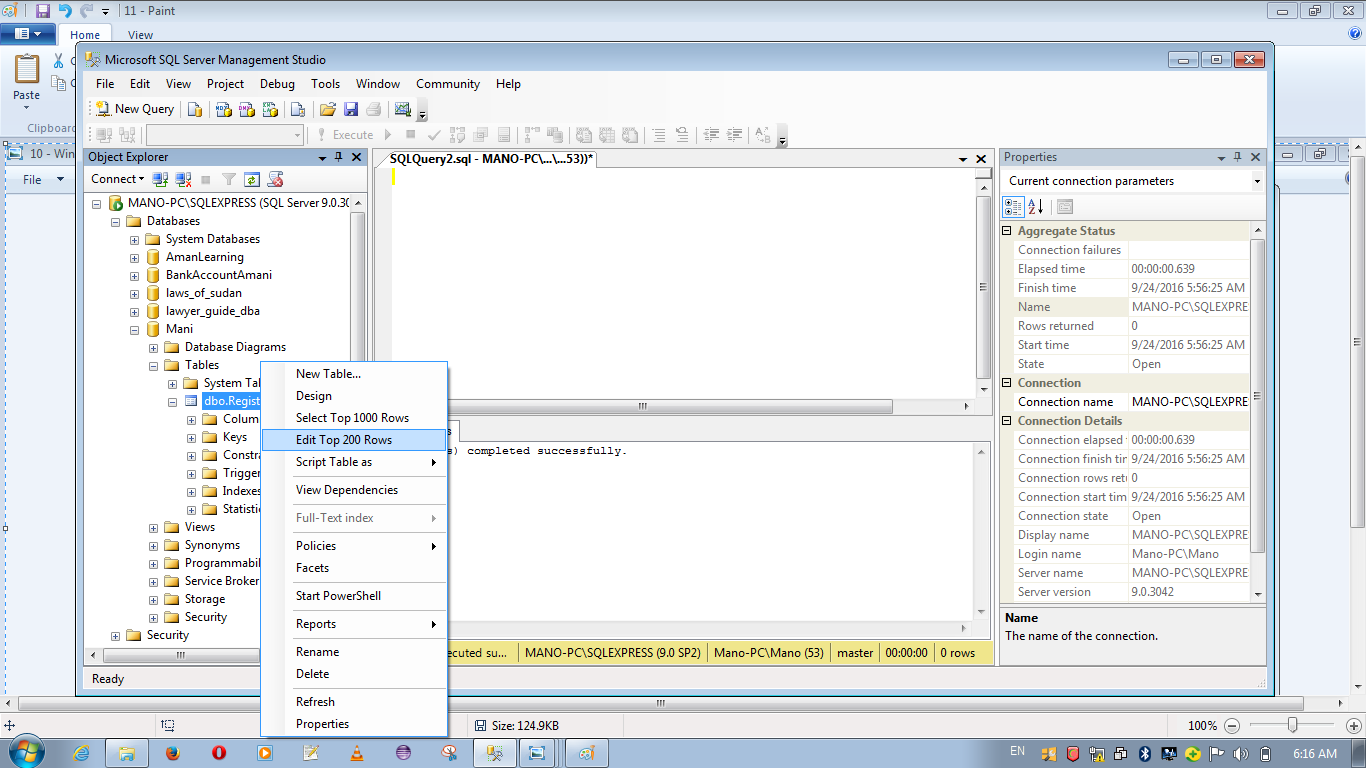 11 - Paint
Home
View
Paste
Clipboard
10 - Win
File
Microsoft SQL Server Management Studio
File Edit View Project Debug Tools Window Community Help
New Query
Execute
Object Explorer
Connect
MANO-PC\SQLEXPRESS (SQL Server 9.0.30
Databases
System Databases
AmanLearning
BankAccountAmani
laws_of_sudan
lawyer_guide_dba
Mani
Database Diagrams
Tables
System Tal
dbo.Regist
Colum
Keys
Constra
Trigger
Indexes
Statisti
Views
Synonyms
Programmabil
Service Broker
Storage
Security
Security
Ready
New Table...
Design
Select Top 1000 Rows
Edit Top 200 Rows
Script Table as
View Dependencies
Full-Text index
Policies
Facets
Start PowerShell
Reports
Rename
Delete
Refresh
Properties
SQLQuery2.sql - MANO-PC\...\...53))*
s) completed successfully.
ecuted su... MANO-PC\SQLEXPRESS (9.0 SP2) Mano-PC\Mano (53) master 00:00:00 0 rows
Properties
Current connection parameters
Aggregate Status
Connection failures
Elapsed time 00:00:00.639
Finish time 9/24/2016 5:56:25 AM
Name MANO-PC\SQLEXPRE
Rows returned 0
Start time 9/24/2016 5:56:25 AM
State Open
Connection
Connection name MANO-PC\SQLEXPRE
Connection Details
Connection elapsed 00:00:00.639
Connection finish tim 9/24/2016 5:56:25 AM
Connection rows retu 0
Connection start tim 9/24/2016 5:56:25 AM
Connection state Open
Display name MANO-PC\SQLEXPRE
Login name Mano-PC\Mano
Server name MANO-PC\SQLEXPRE
Server version 9.0.3042
Name
The name of the connection.
Size: 124.9KB
100%
EN
6:16 AM